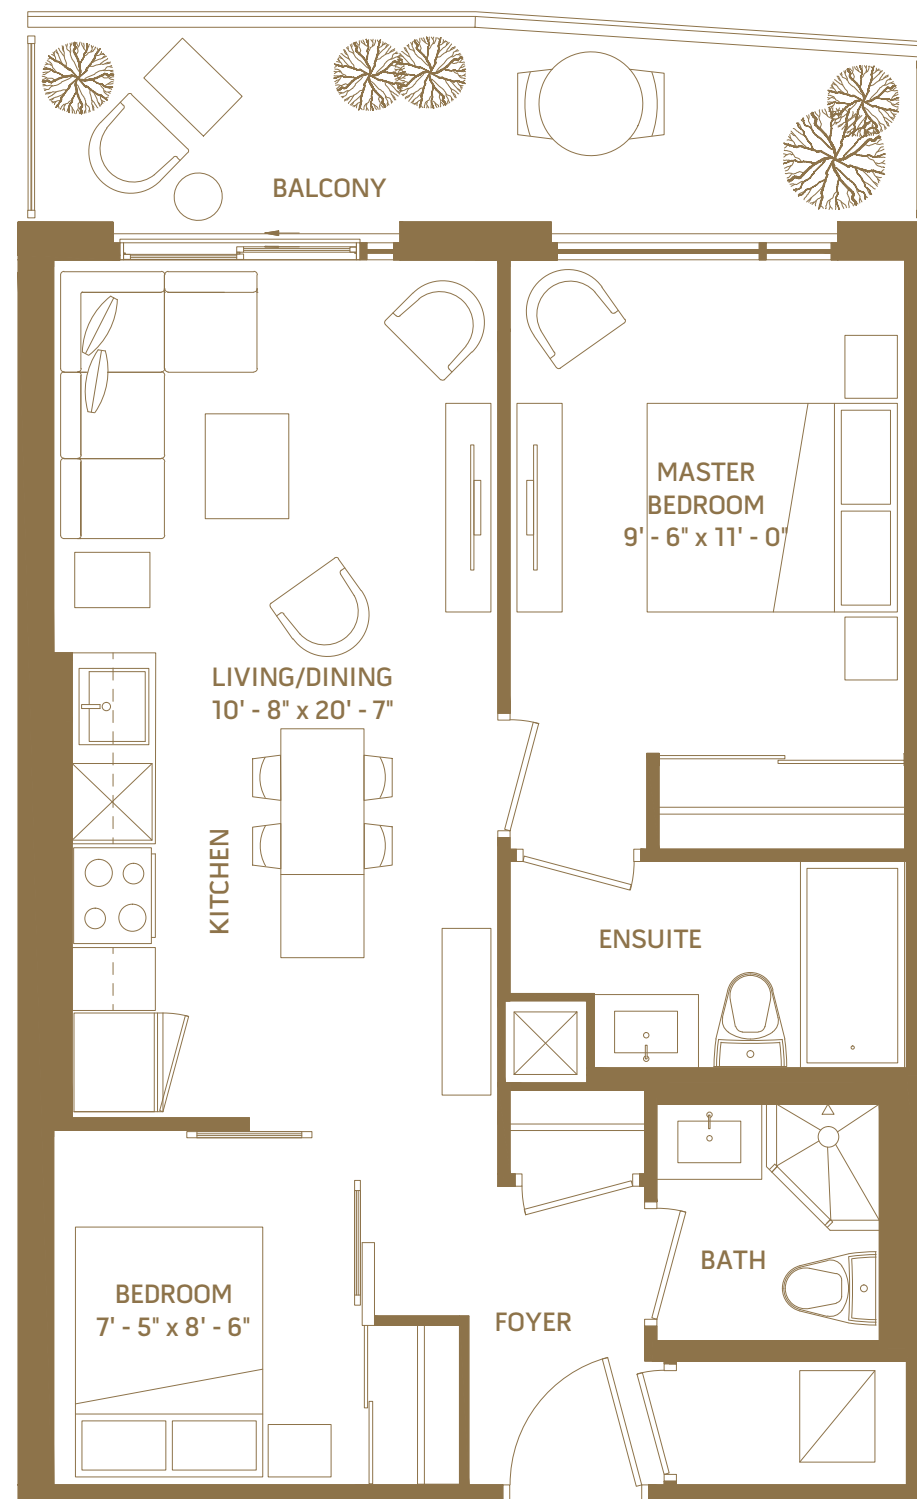 BALCONY
MASTER
BEDROOM
9' - 6" x 11' - 0"
LIVING/DINING
10' - 8" x 20' - 7"
KITCHEN
ENSUITE
BATH
BEDROOM
7' - 5" x 8' - 6"
FOYER